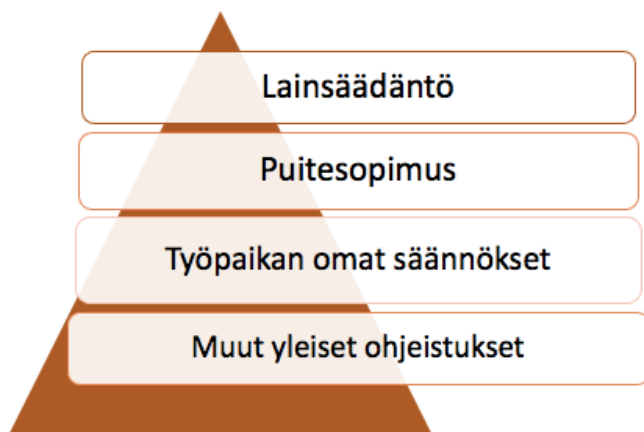 Lainsäädäntö
Puitesopimus
Työpaikan omat säännökset
Muut yleiset ohjeistukset